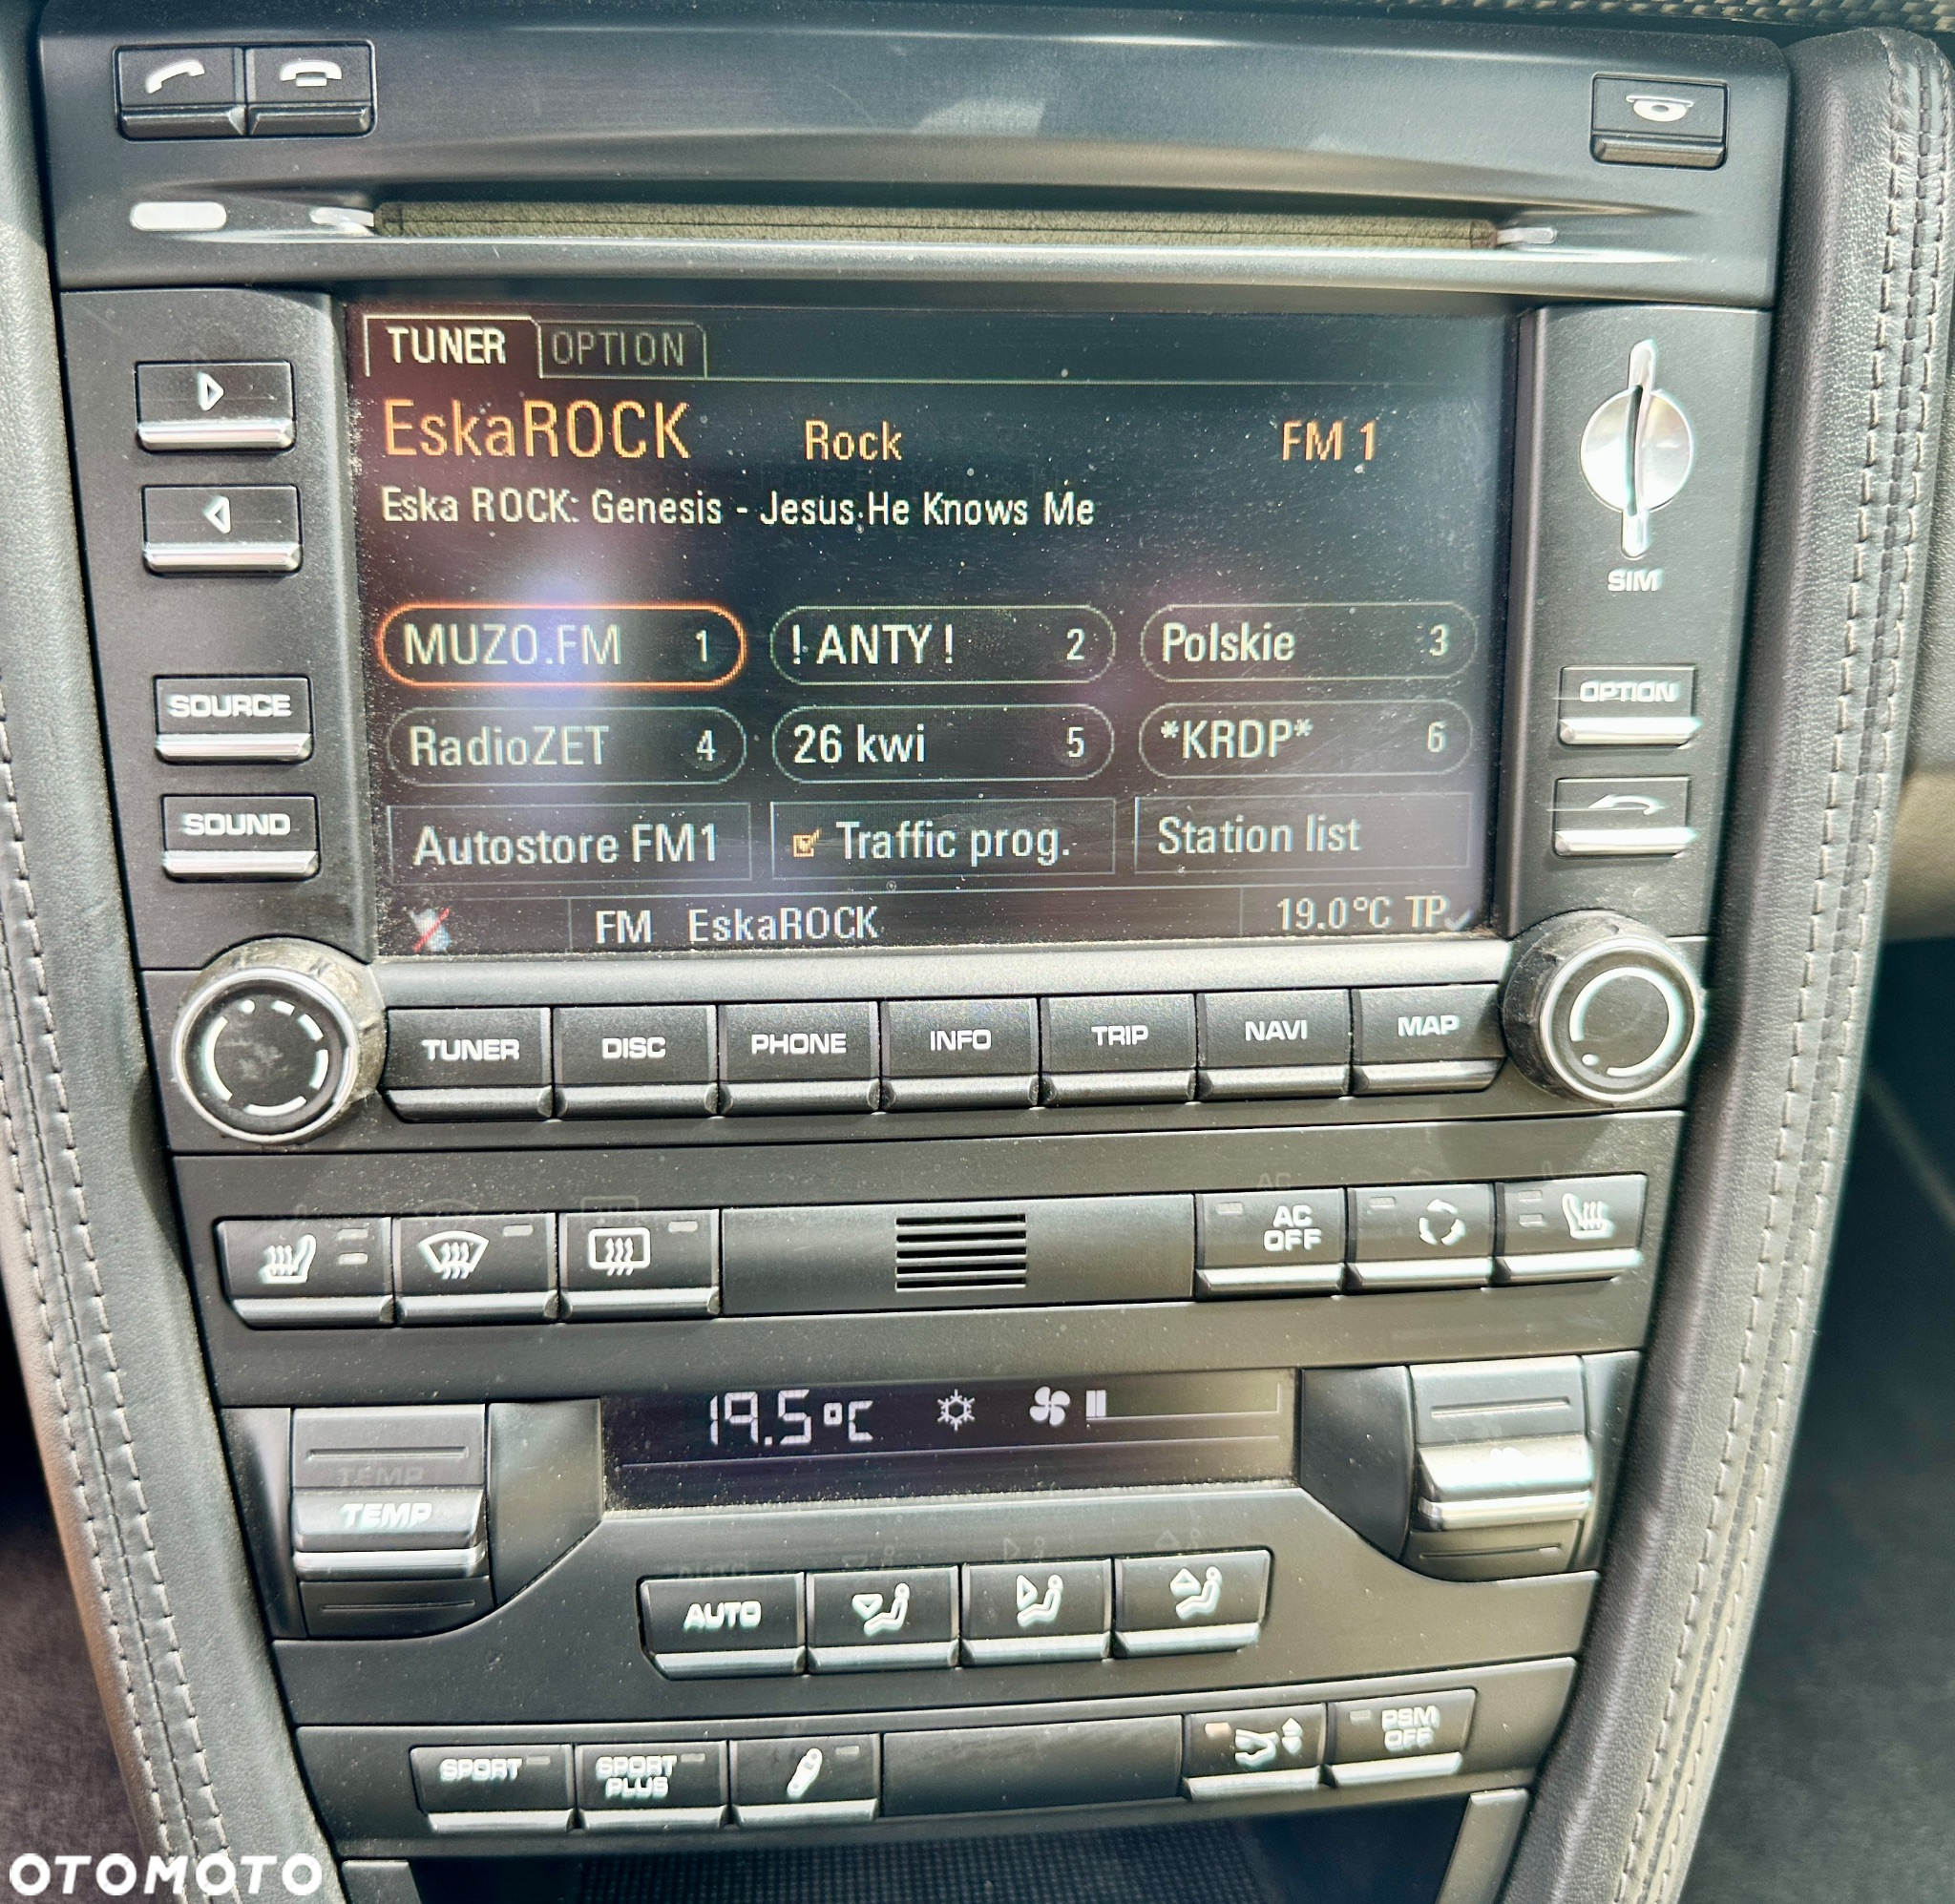 TUNER OPTION
EskaROCK Rock FM 1
Eska ROCK: Genesis - Jesus He Knows Me
SIM
MUZO.FM 1 ! ANTY ! 2 Polskie 3
OPTION
SOURCE
RadioZET 4 26 kwi 5 *KRDP* 6
SOUND
Autostore FM1 Traffic prog. Station list
FM EskaROCK 19.0°C TP
TUNER DISC PHONE INFO TRIP NAVI MAP
AC
OFF
19.5°C
TEMP
AUTO
SPORT SPORT
PLUS
PSM
OFF
OTOMOTO